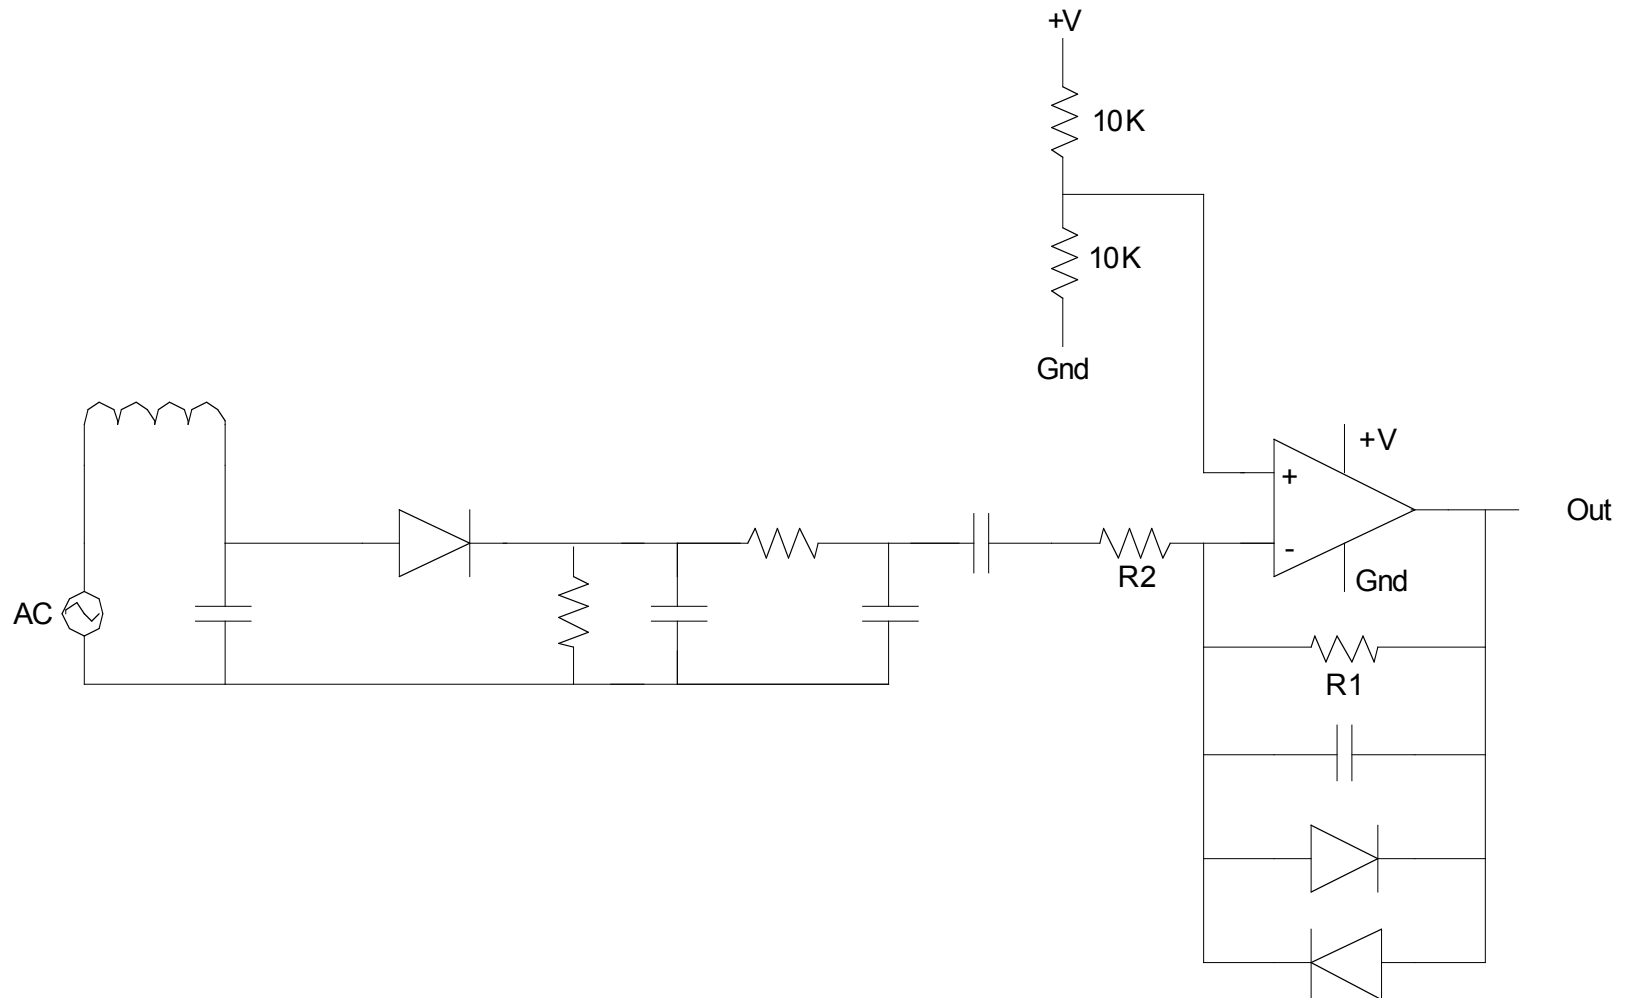 +V
10K
10K
Gnd
+V
+
Out
-
Gnd
AC
R2
R1